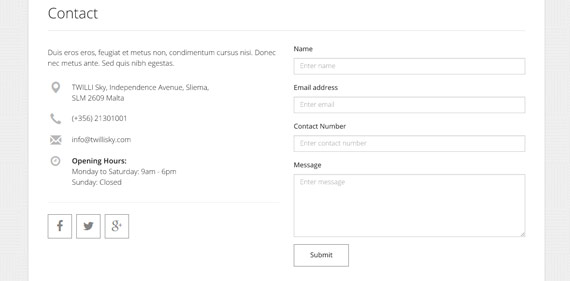 Contact
Duis eros eros, feugiat et metus non, condimentum cursus nisi. Donec
nec metus ante. Sed quis nibh egestas.
TWILLI Sky, Independence Avenue, Sliema,
SLM 2609 Malta
(+356) 21301001
info@twillisky.com
Opening Hours:
Monday to Saturday: 9am - 6pm
Sunday: Closed
Name
Enter name
Email address
Enter email
Contact Number
Enter contact number
Message
Enter message
Submit